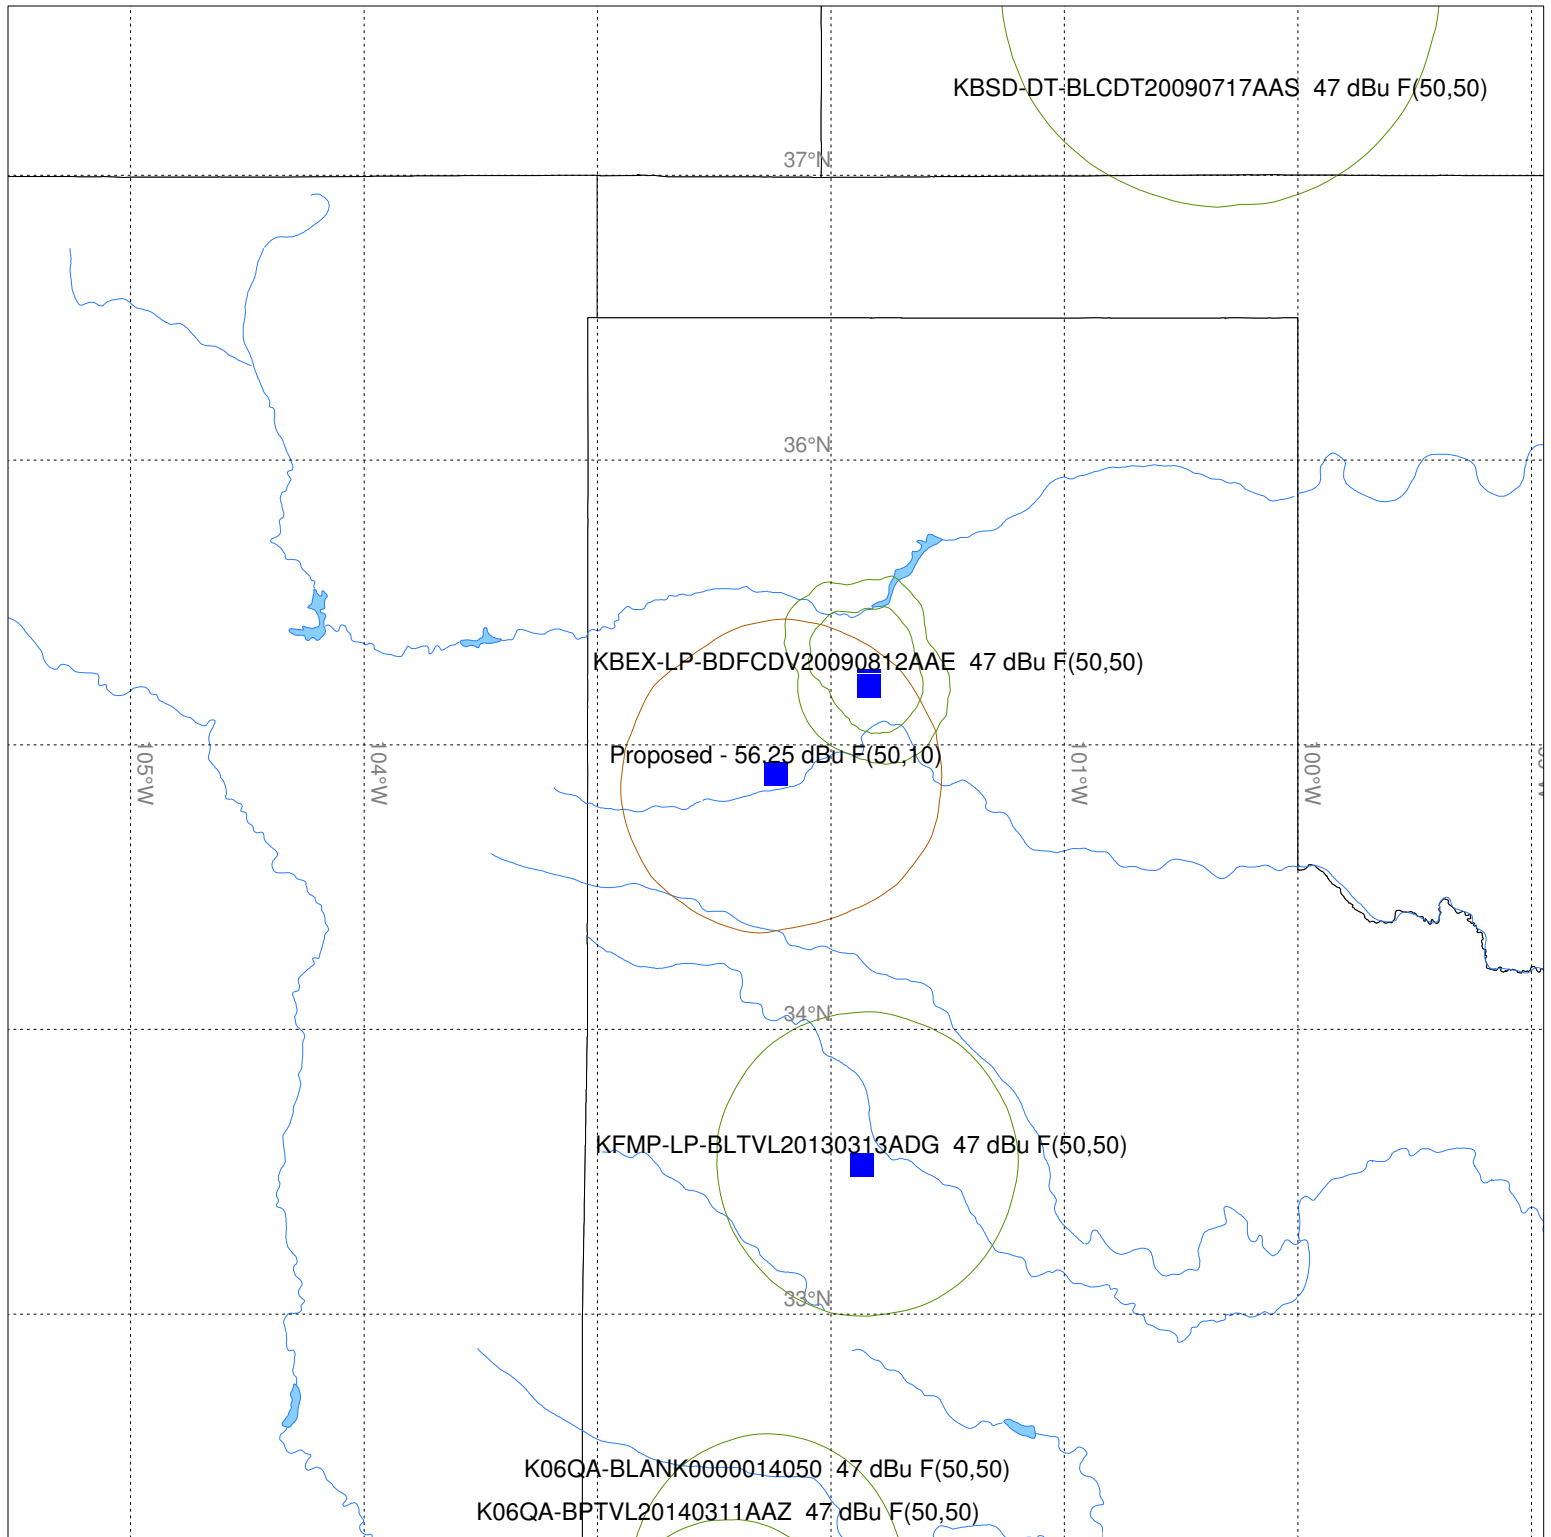 KBSD-DT-BLCDT20090717AAS 47 dBu F(50,50)
37°N
36°N
KBEX-LP-BDFCDV20090812AAE 47 dBu F(50,50)
105°W
104°W
Proposed - 56.25 dBu F(50,10)
101°W
100°W
34°N
KFMP-LP-BLTVL20130313ADG 47 dBu F(50,50)
33°N
K06QA-BLANK0000014050 47 dBu F(50,50)
K06QA-BPTVL20140311AAZ 47 dBu F(50,50)